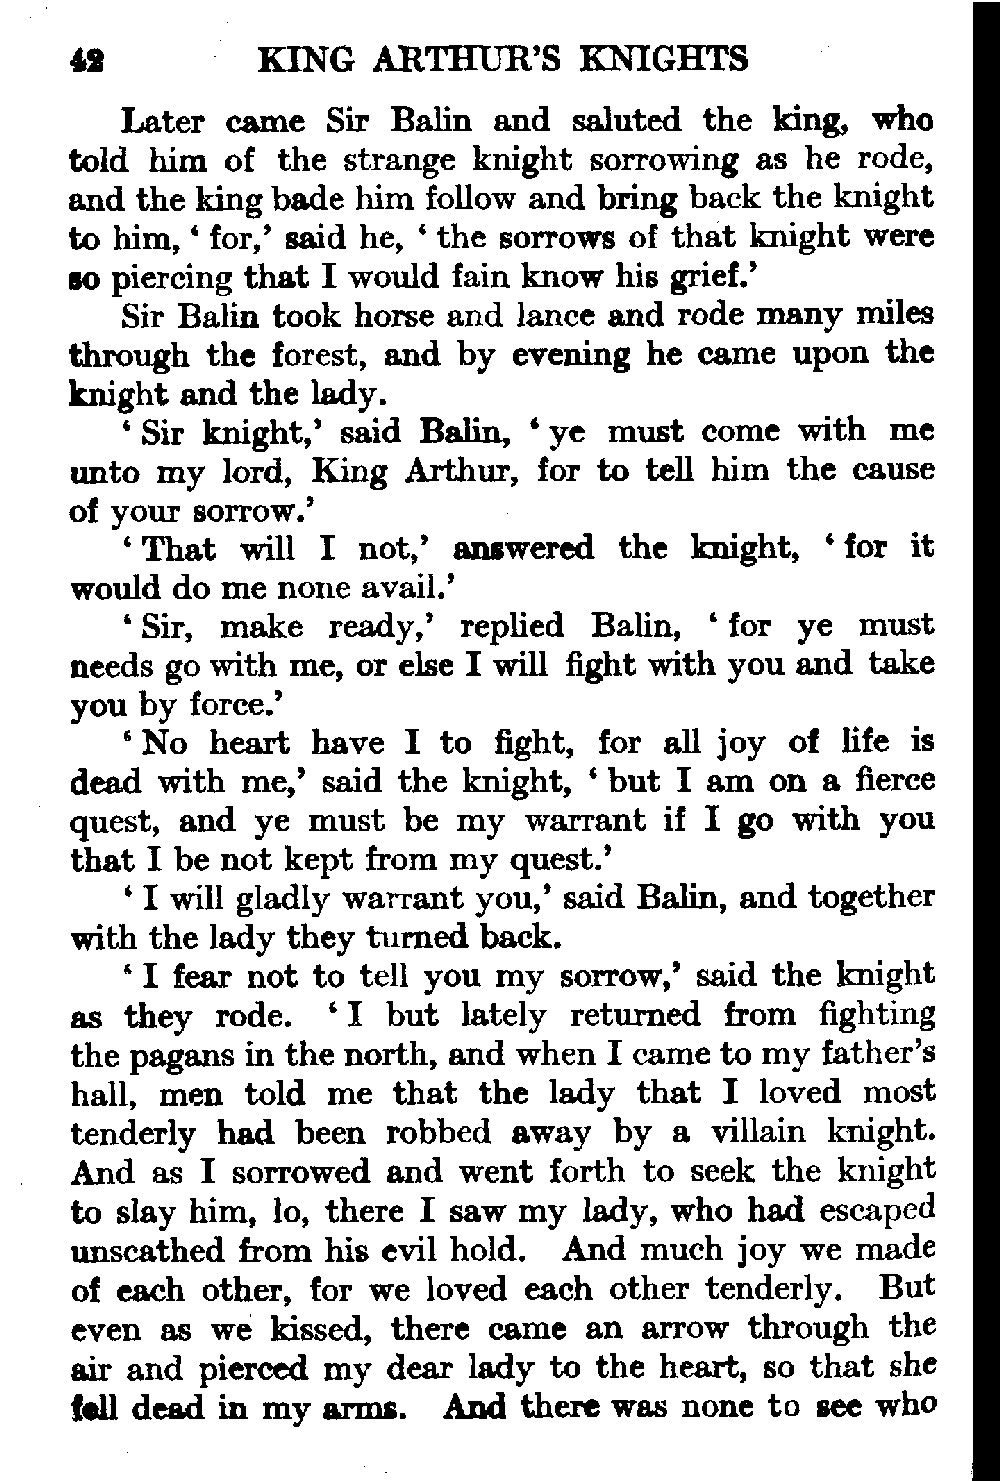 42 KING ARTHUR'S KNIGHTS
Later came Sir Balin and saluted the king, who
told him of the strange knight sorrowing as he rode,
and the king bade him follow and bring back the knight
to him, ‘ for,’ said he, ‘ the sorrows of that knight were
so piercing that I would fain know his grief.’
Sir Balin took horse and lance and rode many miles
through the forest, and by evening he came upon the
knight and the lady.
‘ Sir knight,’ said Balin, ‘ ye must come with me
unto my lord, King Arthur, for to tell him the cause
of your sorrow.’
‘ That will I not,’ answered the knight, ‘ for it
would do me none avail.’
‘ Sir, make ready,’ replied Balin, ‘ for ye must
needs go with me, or else I will fight with you and take
you by force.’
‘ No heart have I to fight, for all joy of life is
dead with me,’ said the knight, ‘ but I am on a fierce
quest, and ye must be my warrant if I go with you
that I be not kept from my quest.’
‘ I will gladly warrant you,’ said Balin, and together
with the lady they turned back.
‘ I fear not to tell you my sorrow,’ said the knight
as they rode. ‘ I but lately returned from fighting
the pagans in the north, and when I came to my father's
hall, men told me that the lady that I loved most
tenderly had been robbed away by a villain knight.
And as I sorrowed and went forth to seek the knight
to slay him, lo, there I saw my lady, who had escaped
unscathed from his evil hold. And much joy we made
of each other, for we loved each other tenderly. But
even as we kissed, there came an arrow through the
air and pierced my dear lady to the heart, so that she
fell dead in my arms. And there was none to see who